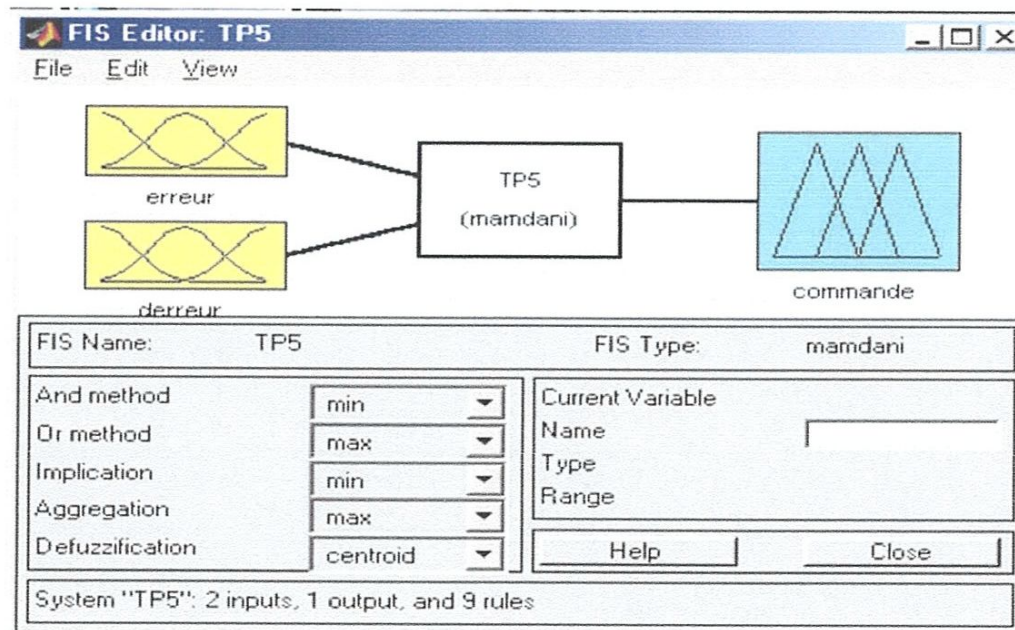 FIS Editor: TP5
File Edit View
erreur
derreur
TP5
(mamdani)
commande
FIS Name: TP5 FIS Type: mamdani
And method min
Or method max
Implication min
Aggregation max
Defuzzification centroid
Current Variable
Name
Type
Range
Help Close
System "TP5": 2 inputs, 1 output, and 9 rules